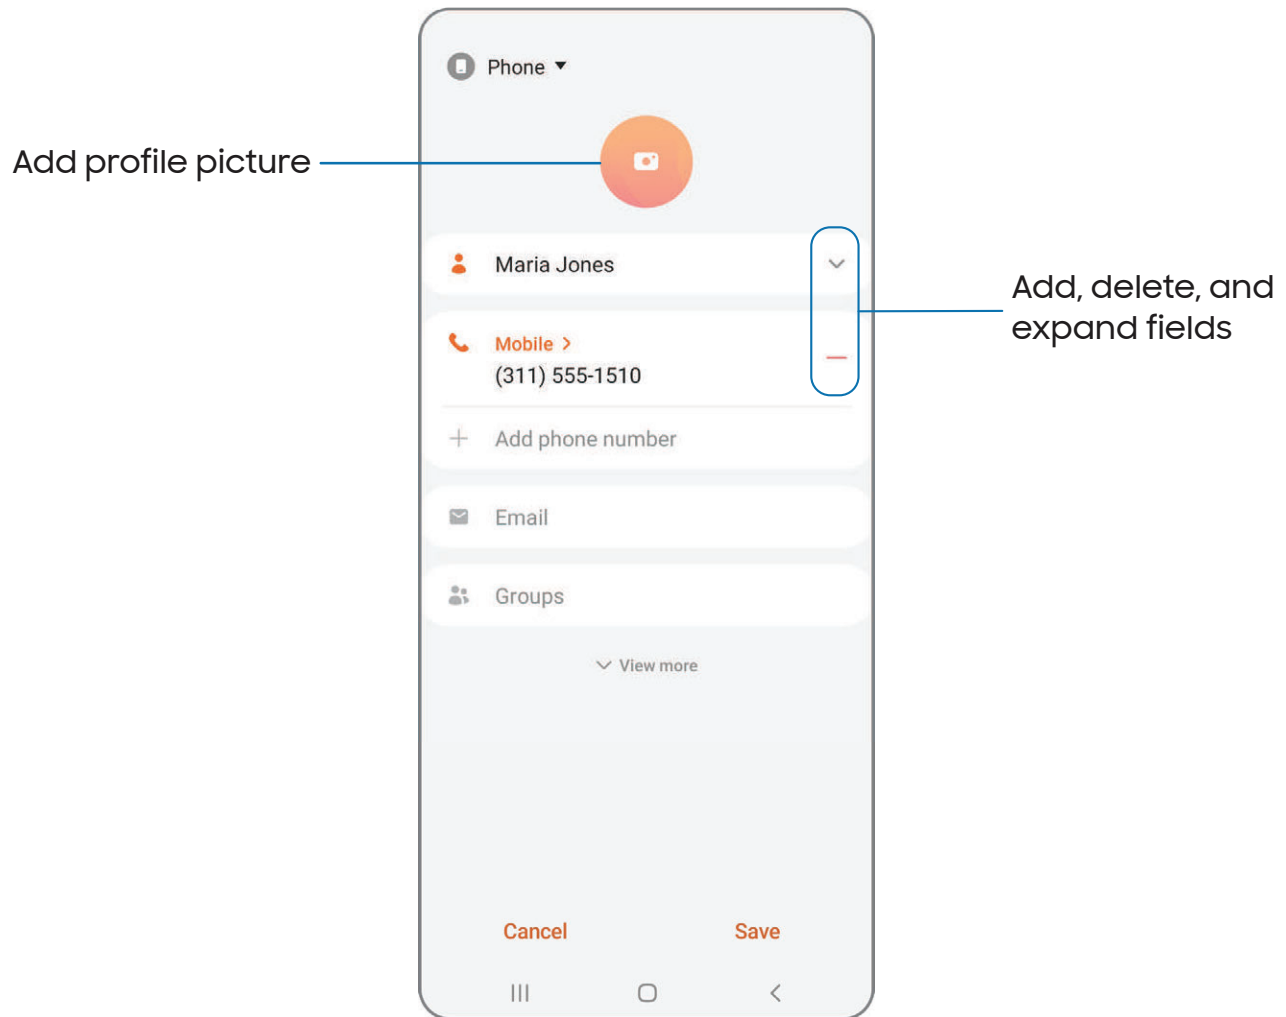 Phone
Add profile picture
Maria Jones
Add, delete, and
expand fields
Mobile >
(311) 555-1510
Add phone number
Email
Groups
View more
Cancel
Save